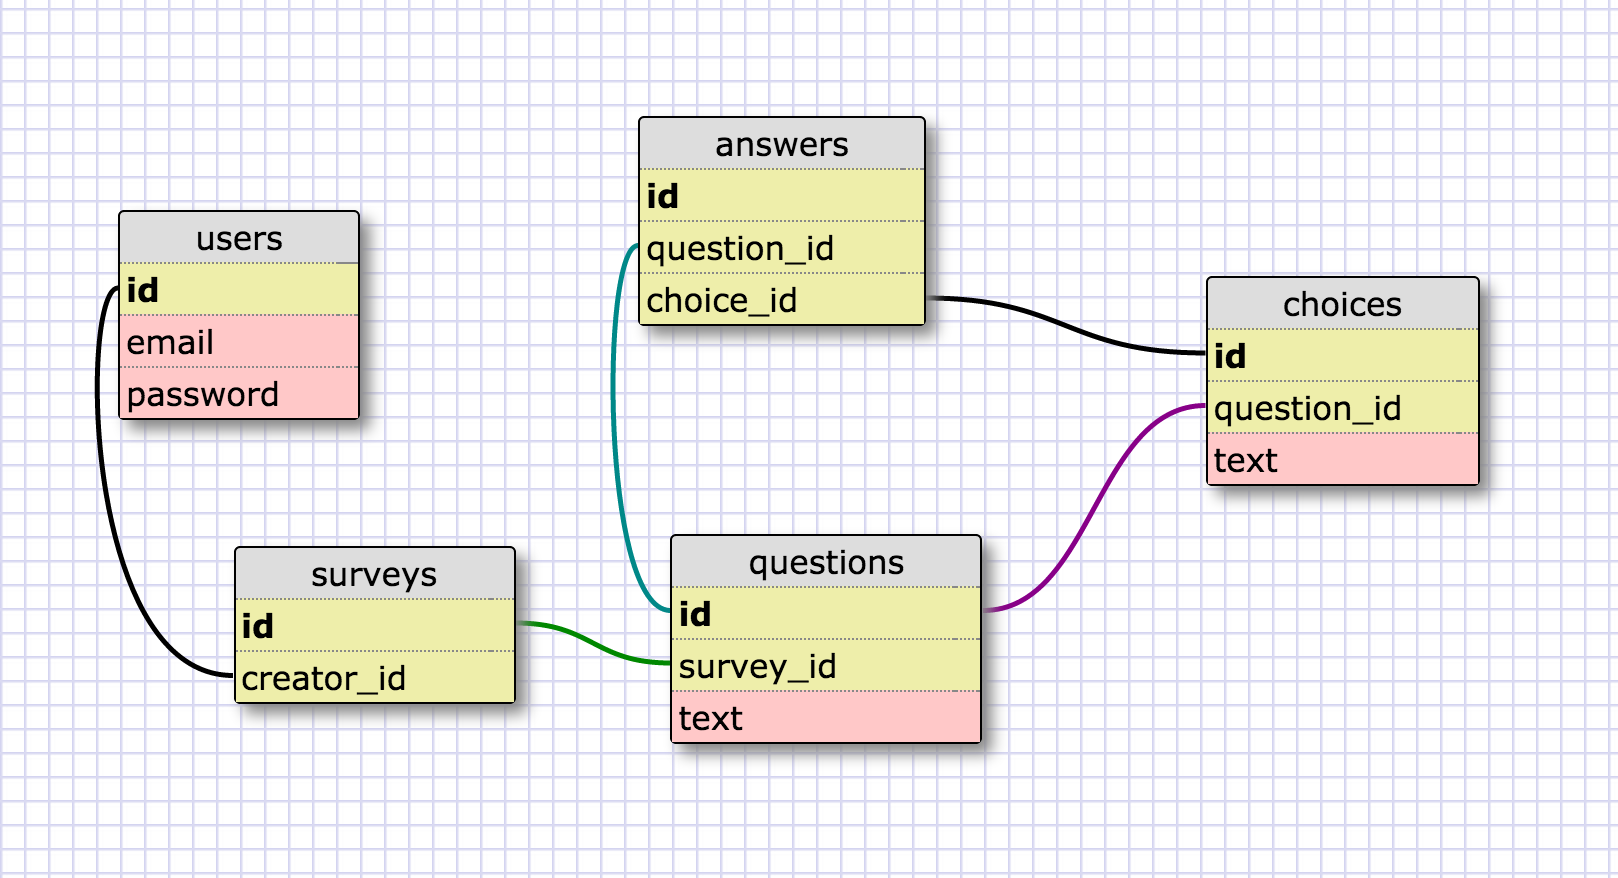 users
id
email
password
surveys
id
creator_id
answers
id
question_id
choice_id
questions
id
survey_id
text
choices
id
question_id
text